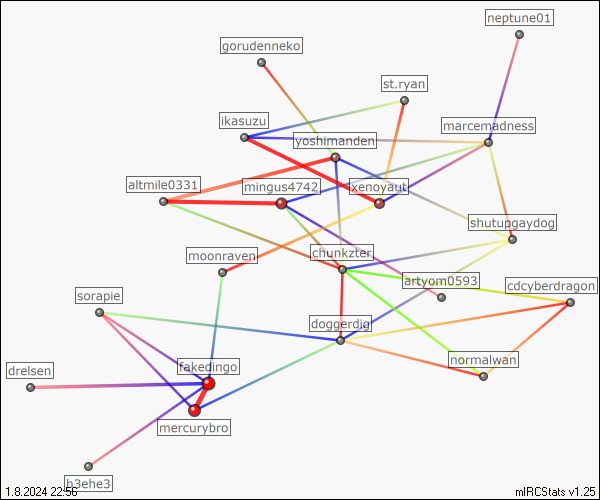 neptune01
gorudenneko
st.ryan
ikasuzu
marcemadness
yoshimanden
altmile0331
mingus4742
xenoyaut
shutupgaydog
moonraven
chunkzter
artyom0593
cdcyberdragon
sorapie
doggerdig
normalwan
fakedingo
drelsen
mercurybro
b3ehe3
1.8.2024 22:56
mIRCStats v1.25